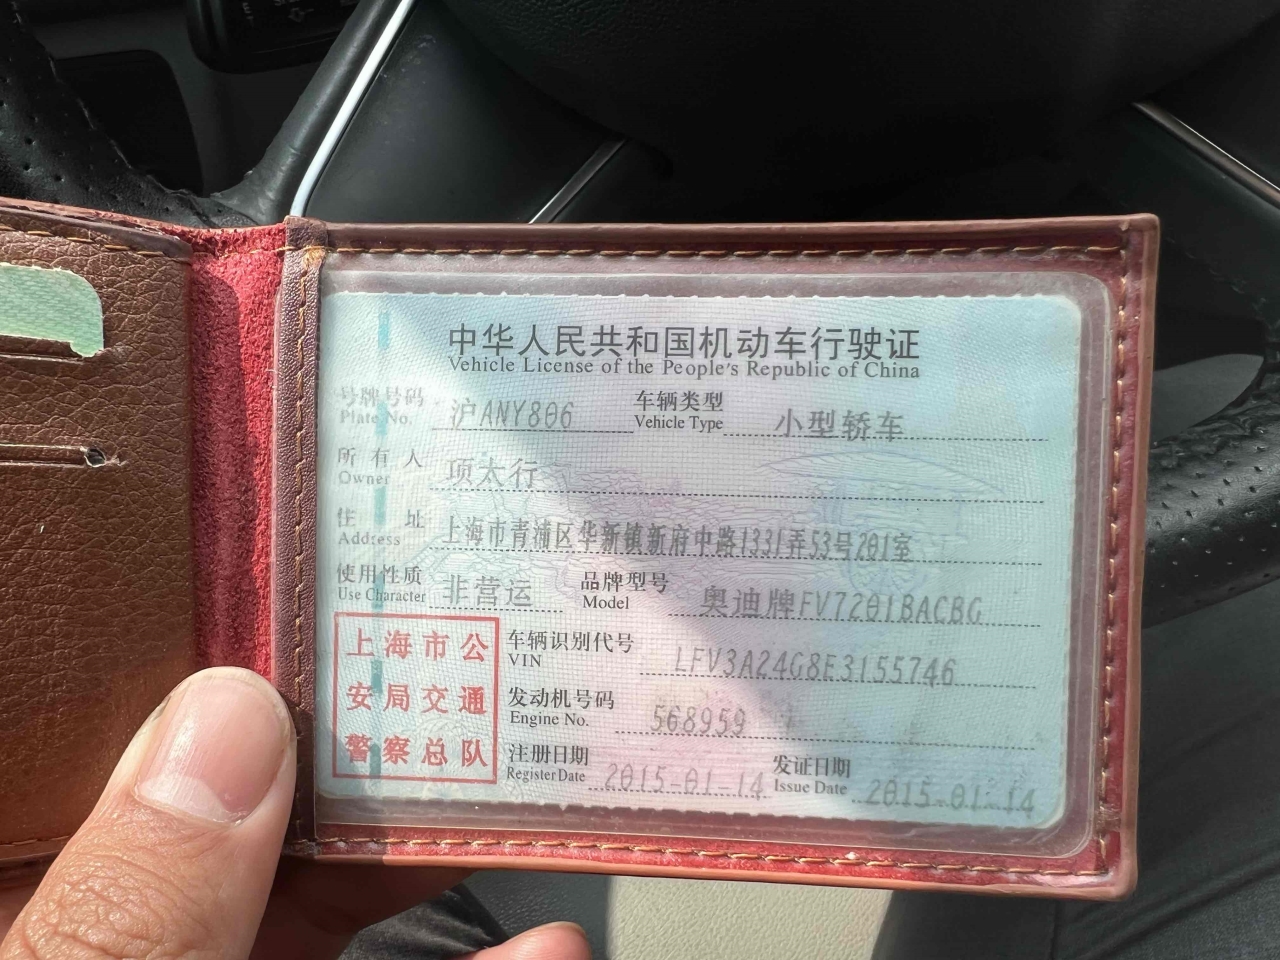 中华人民共和国机动车行驶证
Vehicle License of the People's Republic of China
号牌号码 沪ANY806 车辆类型 小型轿车
Plate No. Vehicle Type
所有人 项太行
Owner
住址 上海市青浦区华新镇新府中路1331弄53号201室
Address
使用性质 非营运 品牌型号 奥迪牌FV7201BACBG
Use Character Model
上海市公
安局交通
警察总队
车辆识别代号 LFV3A24G8E3155746
VIN
发动机号码 568959
Engine No.
注册日期 2015-01-14 发证日期 2015-01-14
Register Date Issue Date